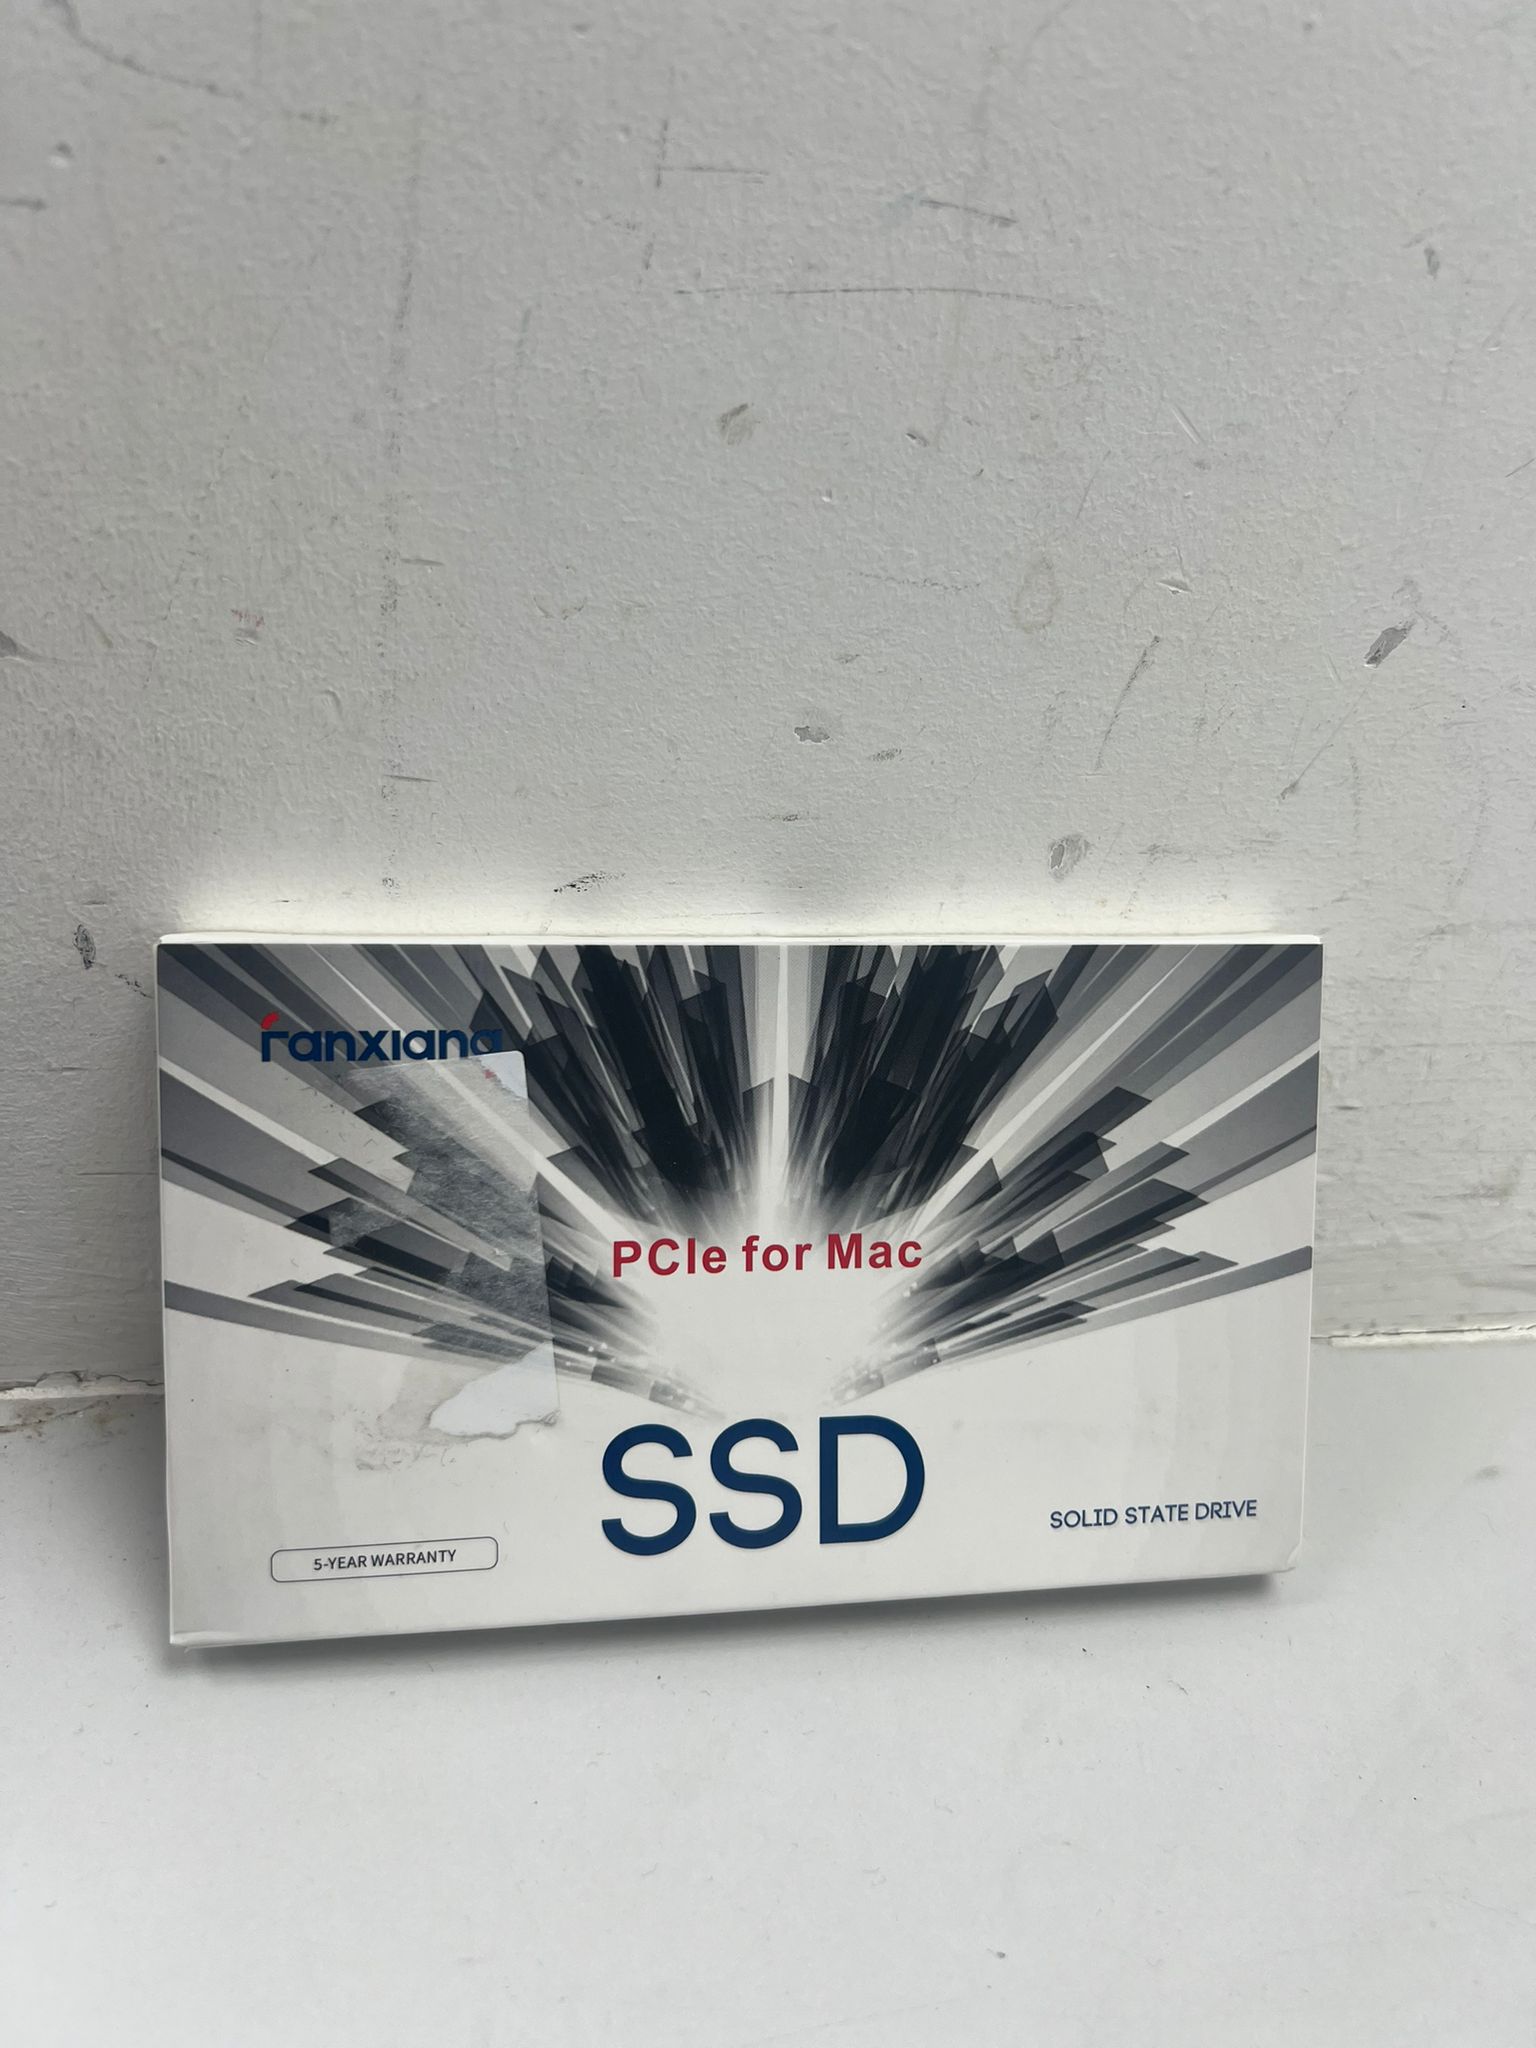 fanxiang
PCIe for Mac
SSD
SOLID STATE DRIVE
5-YEAR WARRANTY